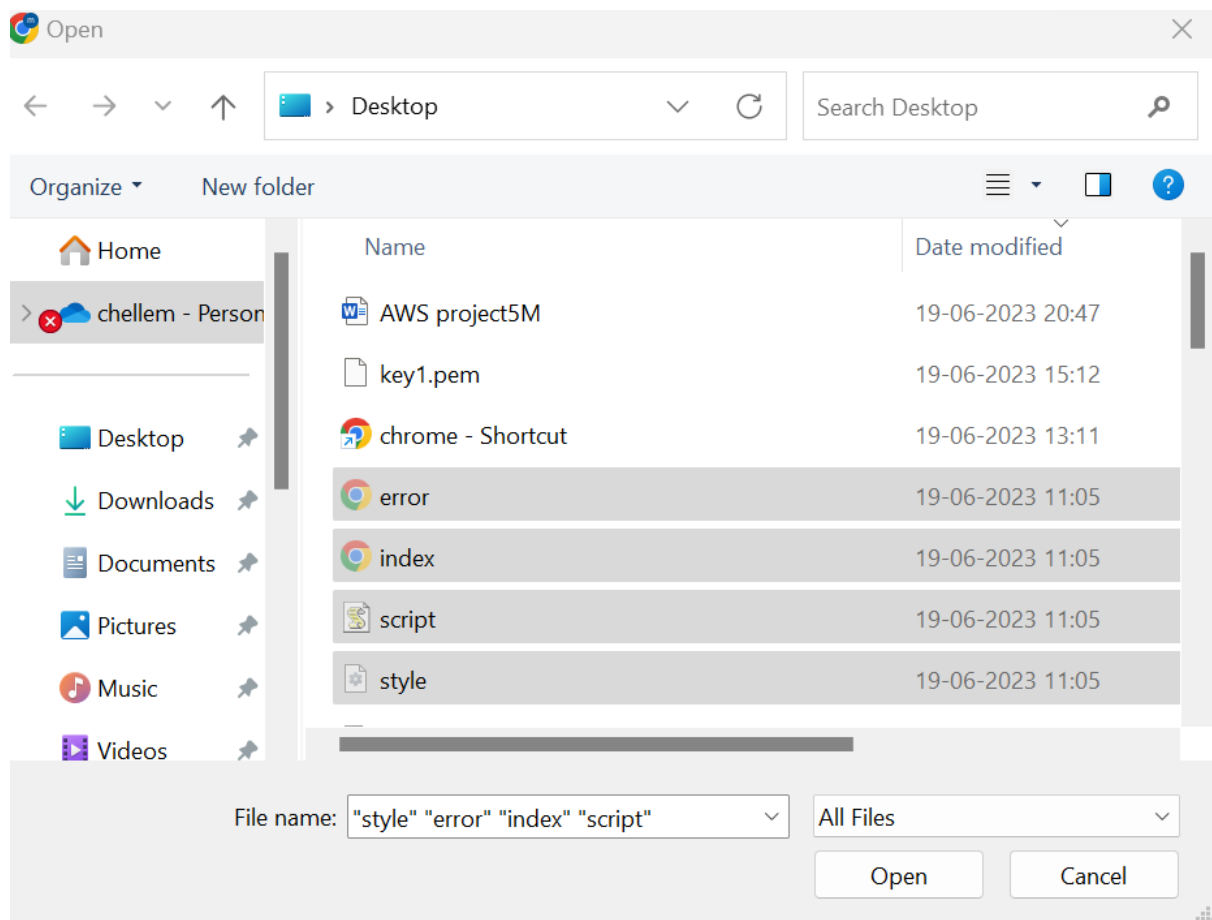 Open
Desktop
Search Desktop
Organize
New folder
Home
chellem - Person
Desktop
Downloads
Documents
Pictures
Music
Videos
Name Date modified
AWS project5M 19-06-2023 20:47
key1.pem 19-06-2023 15:12
chrome - Shortcut 19-06-2023 13:11
error 19-06-2023 11:05
index 19-06-2023 11:05
script 19-06-2023 11:05
style 19-06-2023 11:05
File name: "style" "error" "index" "script" All Files
Open Cancel